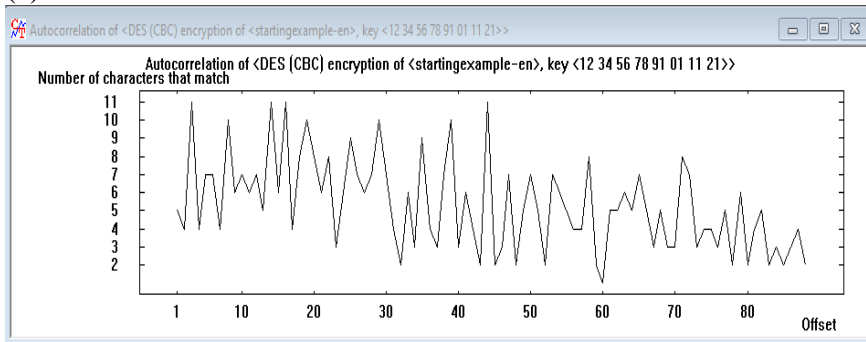 Autocorrelation of <DES (CBC) encryption of <startingexample-en>, key <12 34 56 78 91 01 11 21>>
Autocorrelation of <DES (CBC) encryption of <startingexample-en>, key <12 34 56 78 91 01 11 21>>
Number of characters that match
11
10
9
8
7
6
5
4
3
2
1 10 20 30 40 50 60 70 80
Offset